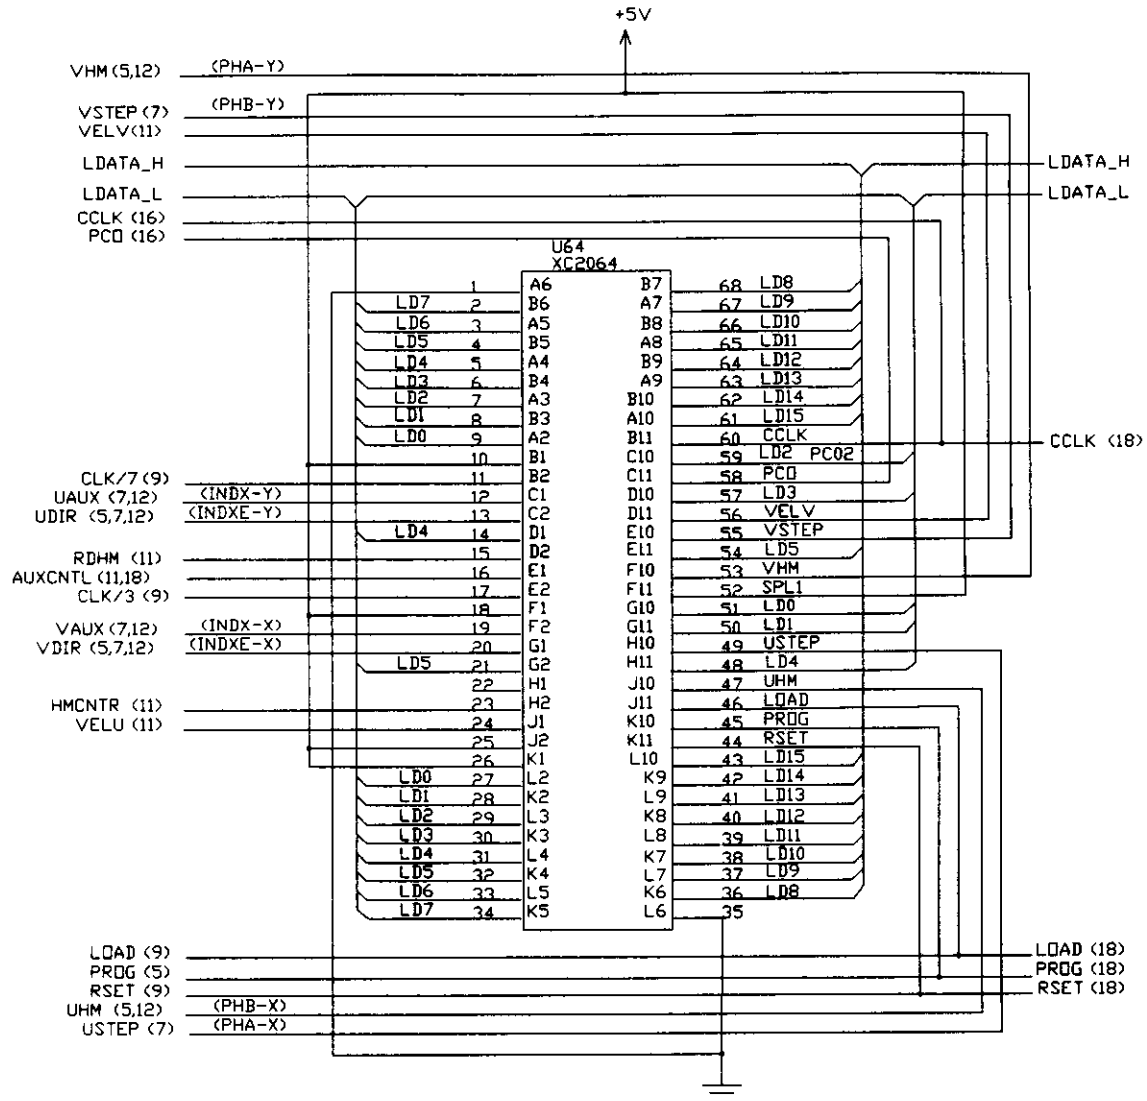 +5V
VHM (5,12) (PHA-Y)
VSTEP (7) (PHB-Y)
VELV(11)
LDATA_H LDATA_H
LDATA_L LDATA_L
CCLK (16)
PCO (16)
U64
XC2064
1 A6 B7 68 LD8
LD7 2 B6 A7 67 LD9
LD6 3 A5 B8 66 LD10
LD5 4 B5 A8 65 LD11
LD4 5 A4 B9 64 LD12
LD3 6 B4 A9 63 LD13
LD2 7 A3 B10 62 LD14
LD1 8 B3 A10 61 LD15
LD0 9 A2 B11 60 CCLK CCLK (18)
10 B1 C10 59 LD2 PCO2
CLK/7 (9) 11 B2 C11 58 PCO
UAUX (7,12) (INDX-Y) 12 C1 D10 57 LD3
UDIR (5,7,12) (INDXE-Y) 13 C2 D11 56 VELV
LD4 14 D1 E10 55 VSTEP
RDHM (11) 15 D2 E11 54 LD5
AUXCNTL (11,18) 16 E1 F10 53 VHM
CLK/3 (9) 17 E2 F11 52 SPL1
18 F1 G10 51 LD0
VAUX (7,12) (INDX-X) 19 F2 G11 50 LD1
VDIR (5,7,12) (INDXE-X) 20 G1 H10 49 USTEP
LD5 21 G2 H11 48 LD4
22 H1 J10 47 UHM
HMCNTR (11) 23 H2 J11 46 LOAD
VELU (11) 24 J1 K10 45 PROG
25 J2 K11 44 RSET
26 K1 L10 43 LD15
LD0 27 L2 K9 42 LD14
LD1 28 K2 L9 41 LD13
LD2 29 L3 K8 40 LD12
LD3 30 K3 L8 39 LD11
LD4 31 L4 K7 38 LD10
LD5 32 K4 L7 37 LD9
LD6 33 L5 K6 36 LD8
LD7 34 K5 L6 35
LOAD (9) LOAD (18)
PROG (5) PROG (18)
RSET (9) RSET (18)
UHM (5,12) (PHB-X)
USTEP (7) (PHA-X)